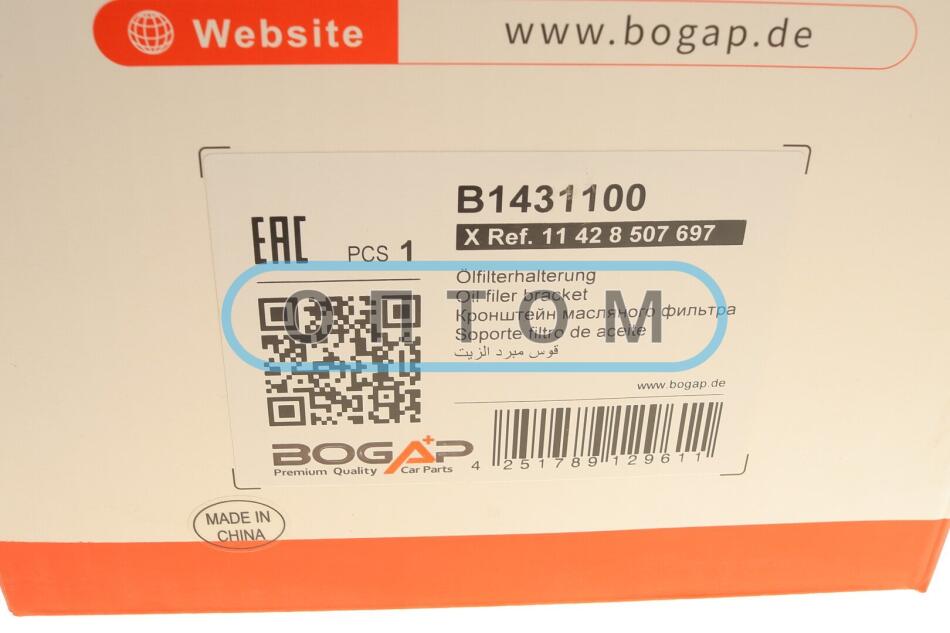 Website www.bogap.de
B1431100
X Ref. 11 42 8 507 697
EAC PCS 1
Ölfilterhalterung
Oil filer bracket
Кронштейн масляного фильтра
Soporte filtro de aceite
قوس مبرد الزيت
ОПТОМ
www.bogap.de
BOGAP
Premium Quality Car Parts
4 251789 129611
MADE IN
CHINA